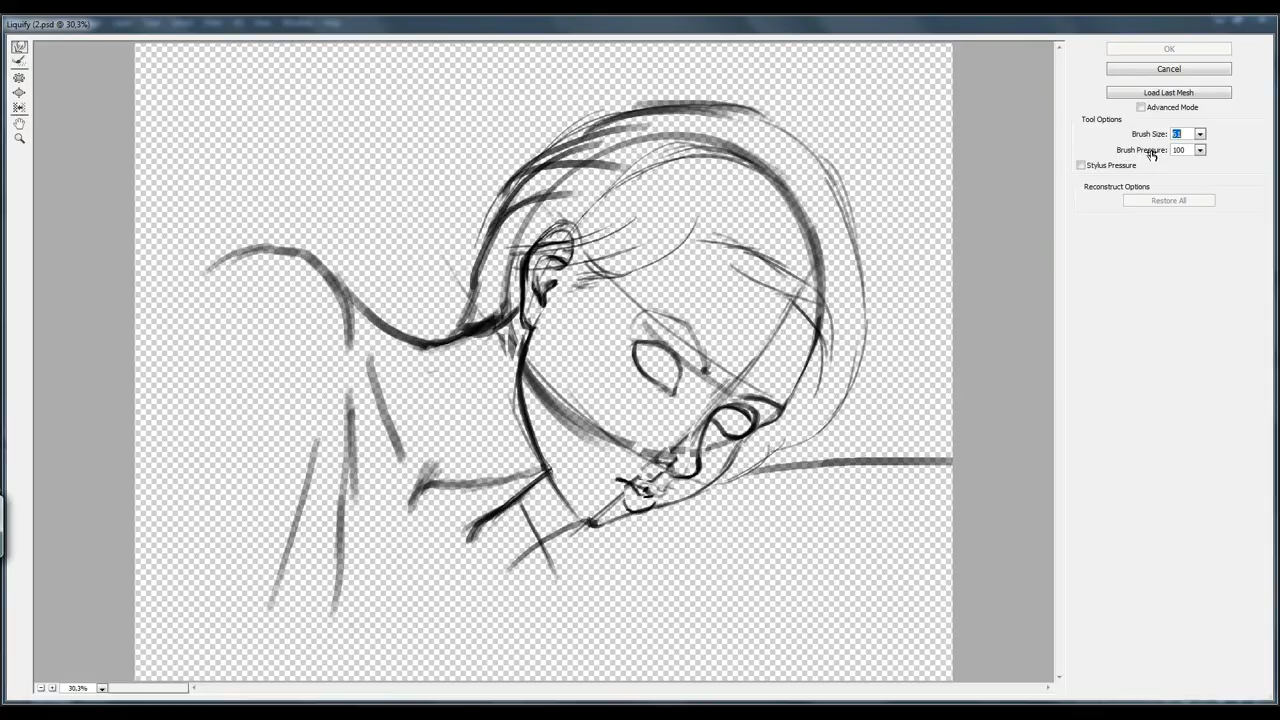 Liquify (2.psd @ 30,3%)
OK
Cancel
Load Last Mesh
Advanced Mode
Tool Options
Brush Size:
Brush Pressure: 100
Stylus Pressure
Reconstruct Options
Restore All
30,3%